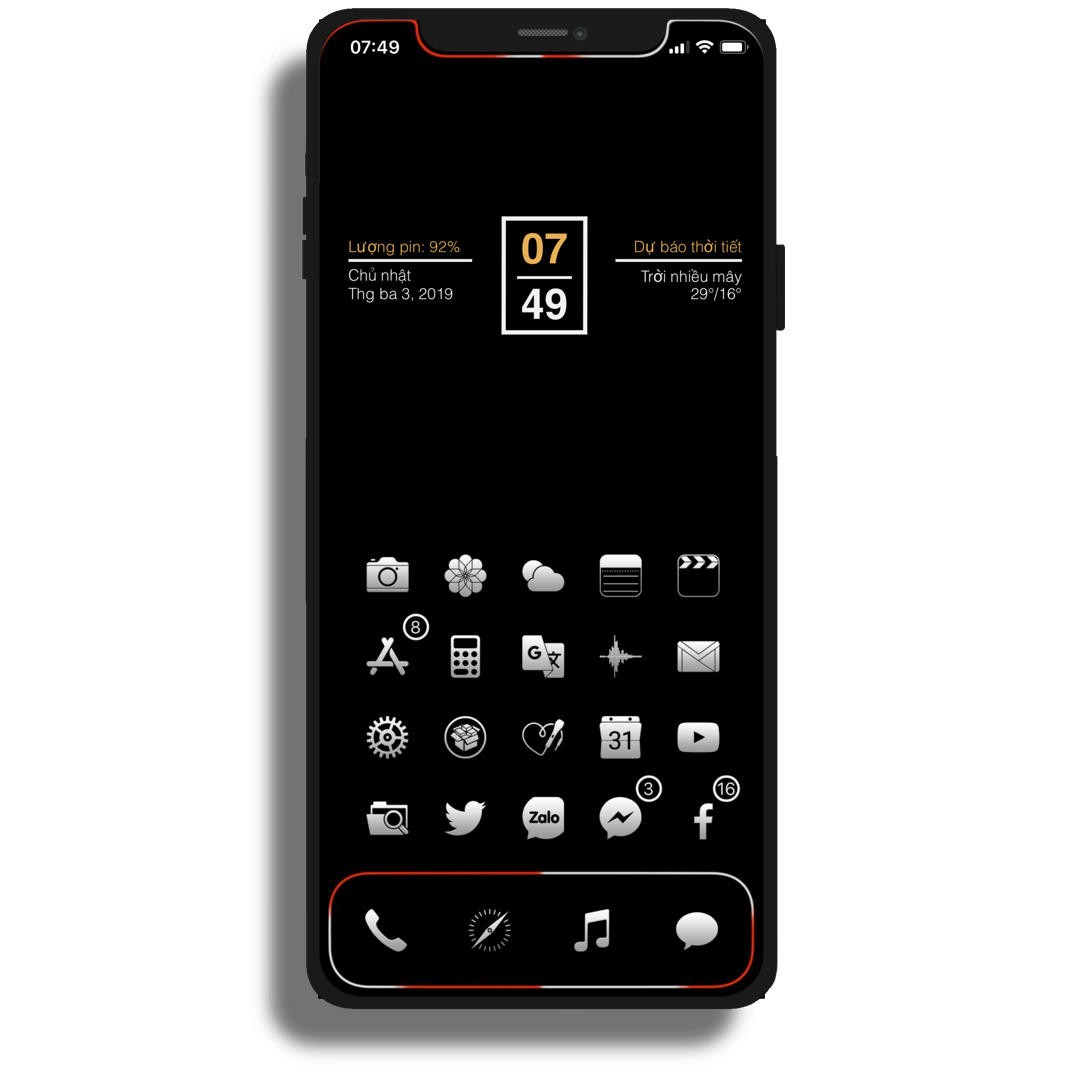 07:49
Lượng pin: 92%
Chủ nhật
Thg ba 3, 2019
07
49
Dự báo thời tiết
Trời nhiều mây
29°/16°
8
G
文
31
3
16
Zalo
f